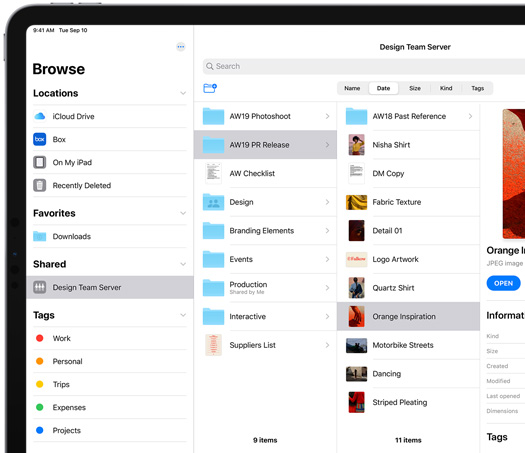 9:41 AM Tue Sep 10
Browse
Locations
iCloud Drive
box Box
On My iPad
Recently Deleted
Favorites
Downloads
Shared
Design Team Server
Tags
Work
Personal
Trips
Expenses
Projects
Design Team Server
Search
Name Date Size Kind Tags
AW19 Photoshoot
AW19 PR Release
AW Checklist
Design
Branding Elements
Events
Production
Shared by Me
Interactive
Suppliers List
9 items
AW18 Past Reference
Nisha Shirt
DM Copy
Fabric Texture
Detail 01
Logo Artwork
Quartz Shirt
Orange Inspiration
Motorbike Streets
Dancing
Striped Pleating
11 items
Orange In
JPEG image
OPEN
Informat
Kind
Size
Created
Modified
Last opened
Dimensions
Tags